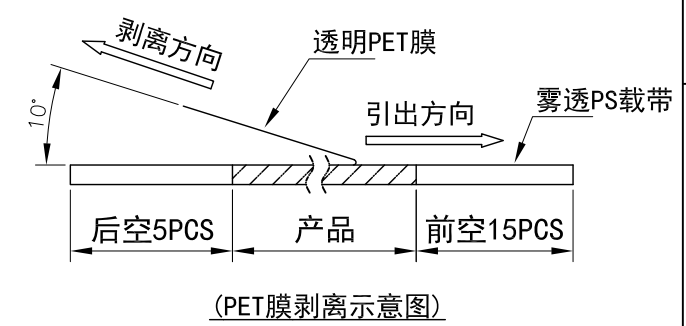 剥离方向
透明PET膜
10°
引出方向
雾透PS载带
后空5PCS
产品
前空15PCS
(PET膜剥离示意图)